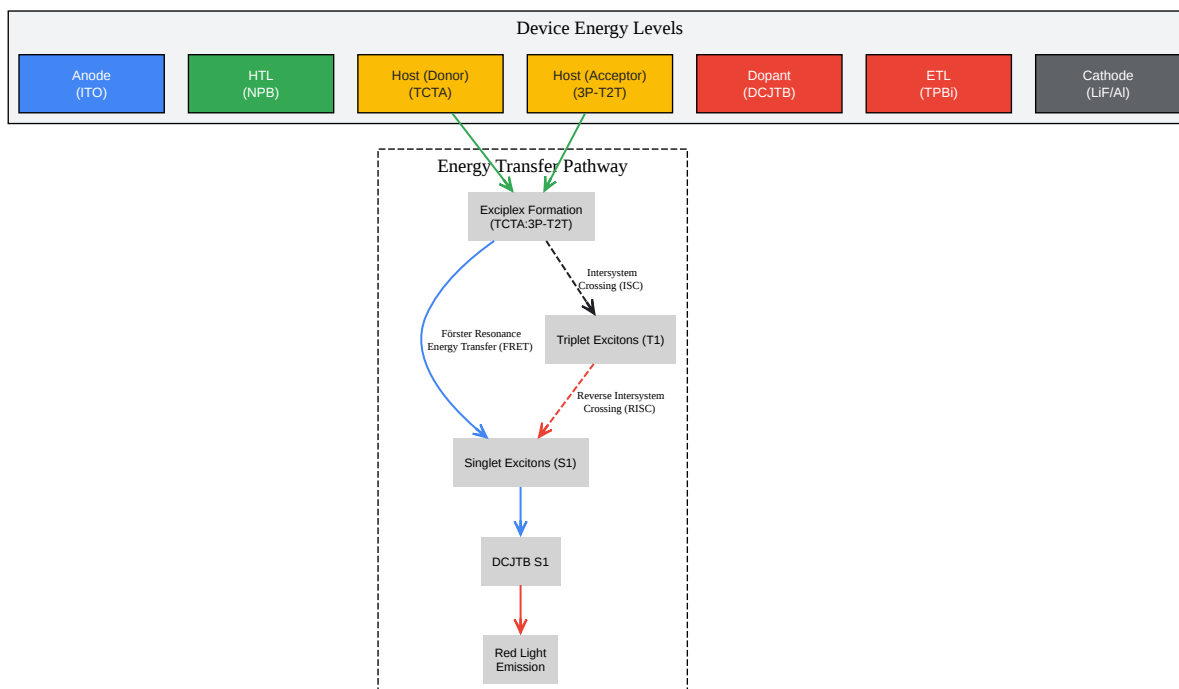 Device Energy Levels
Anode
(ITO)
HTL
(NPB)
Host (Donor)
(TCTA)
Host (Acceptor)
(3P-T2T)
Dopant
(DCJTB)
ETL
(TPBi)
Cathode
(LiF/Al)
Energy Transfer Pathway
Exciplex Formation
(TCTA:3P-T2T)
Intersystem
Crossing (ISC)
Förster Resonance
Energy Transfer (FRET)
Triplet Excitons (T1)
Reverse Intersystem
Crossing (RISC)
Singlet Excitons (S1)
DCJTB S1
Red Light
Emission